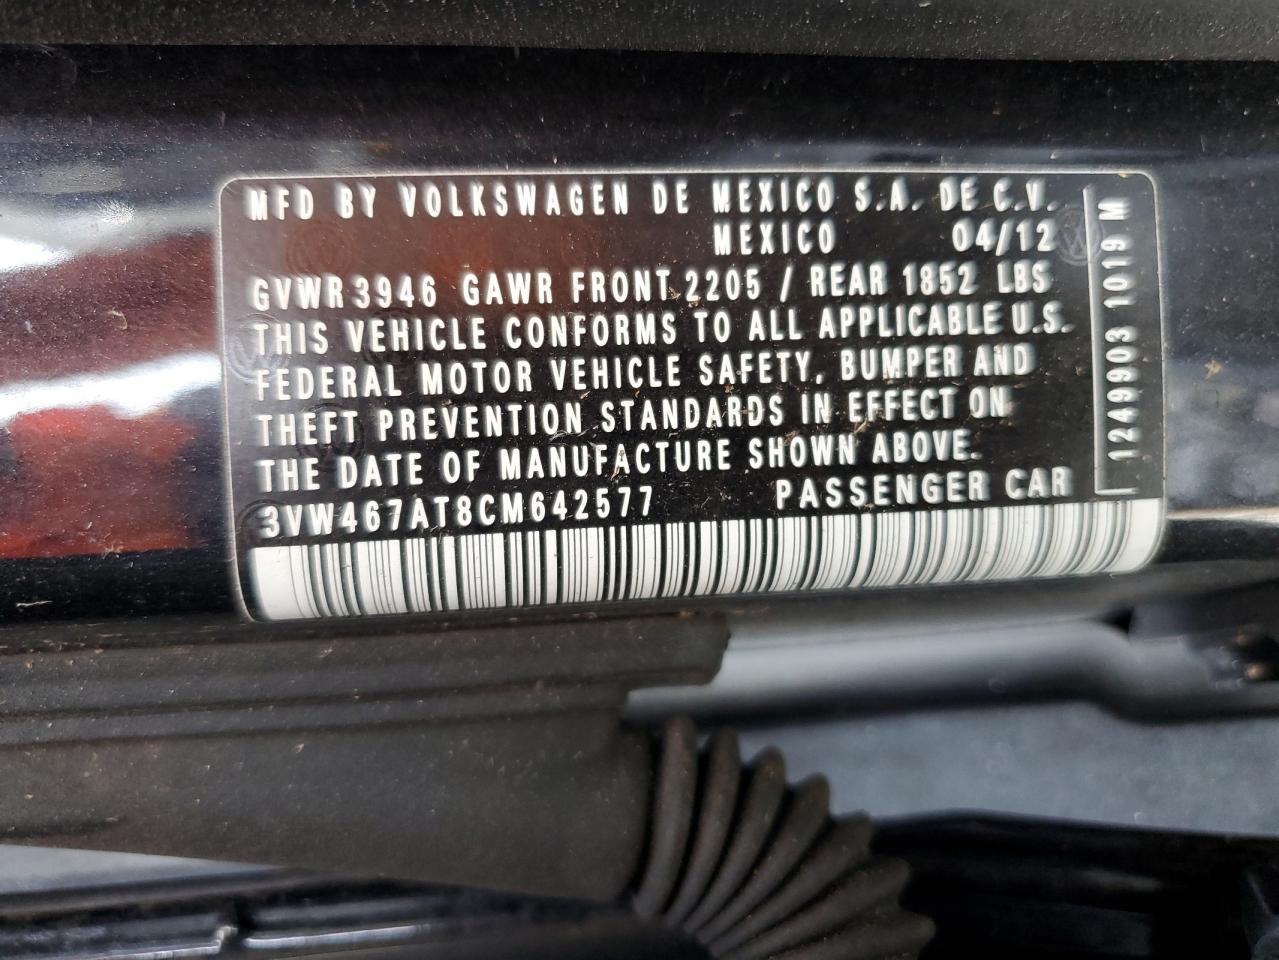 MFD BY VOLKSWAGEN DE MEXICO S.A. DE C.V.
MEXICO 04/12
GVWR 3946 GAWR FRONT 2205 / REAR 1852 LBS
THIS VEHICLE CONFORMS TO ALL APPLICABLE U.S.
FEDERAL MOTOR VEHICLE SAFETY, BUMPER AND
THEFT PREVENTION STANDARDS IN EFFECT ON
THE DATE OF MANUFACTURE SHOWN ABOVE.
3VW467AT8CM642577 PASSENGER CAR
1249903 1019 M